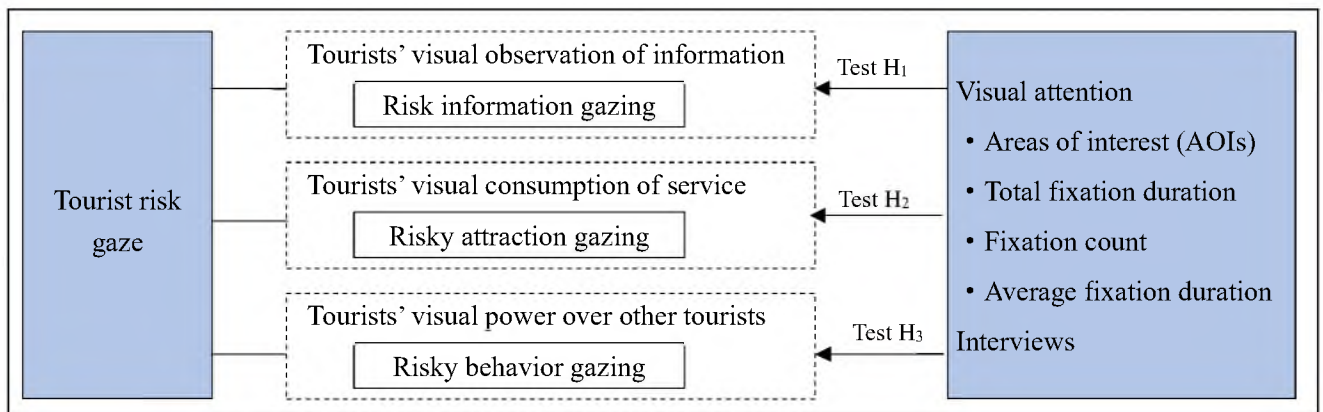 Tourist risk
gaze
Tourists’ visual observation of information
Risk information gazing
Tourists’ visual consumption of service
Risky attraction gazing
Tourists’ visual power over other tourists
Risky behavior gazing
Test H₁
Test H₂
Test H₃
Visual attention
• Areas of interest (AOIs)
• Total fixation duration
• Fixation count
• Average fixation duration
Interviews